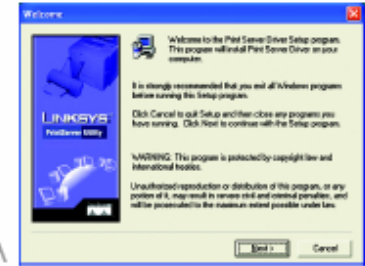 Welcome
Welcome to the Print Server Driver Setup program.
This program will install Print Server Driver on your
computer.
It is strongly recommended that you exit all Windows programs
before running this Setup program.
Click Cancel to quit Setup and then close any programs you
have running. Click Next to continue with the Setup program.
WARNING: This program is protected by copyright law and
international treaties.
Unauthorized reproduction or distribution of this program, or any
portion of it, may result in severe civil and criminal penalties, and
will be prosecuted to the maximum extent possible under law.
LINKSYS
PrintServer Utility
Next >
Cancel